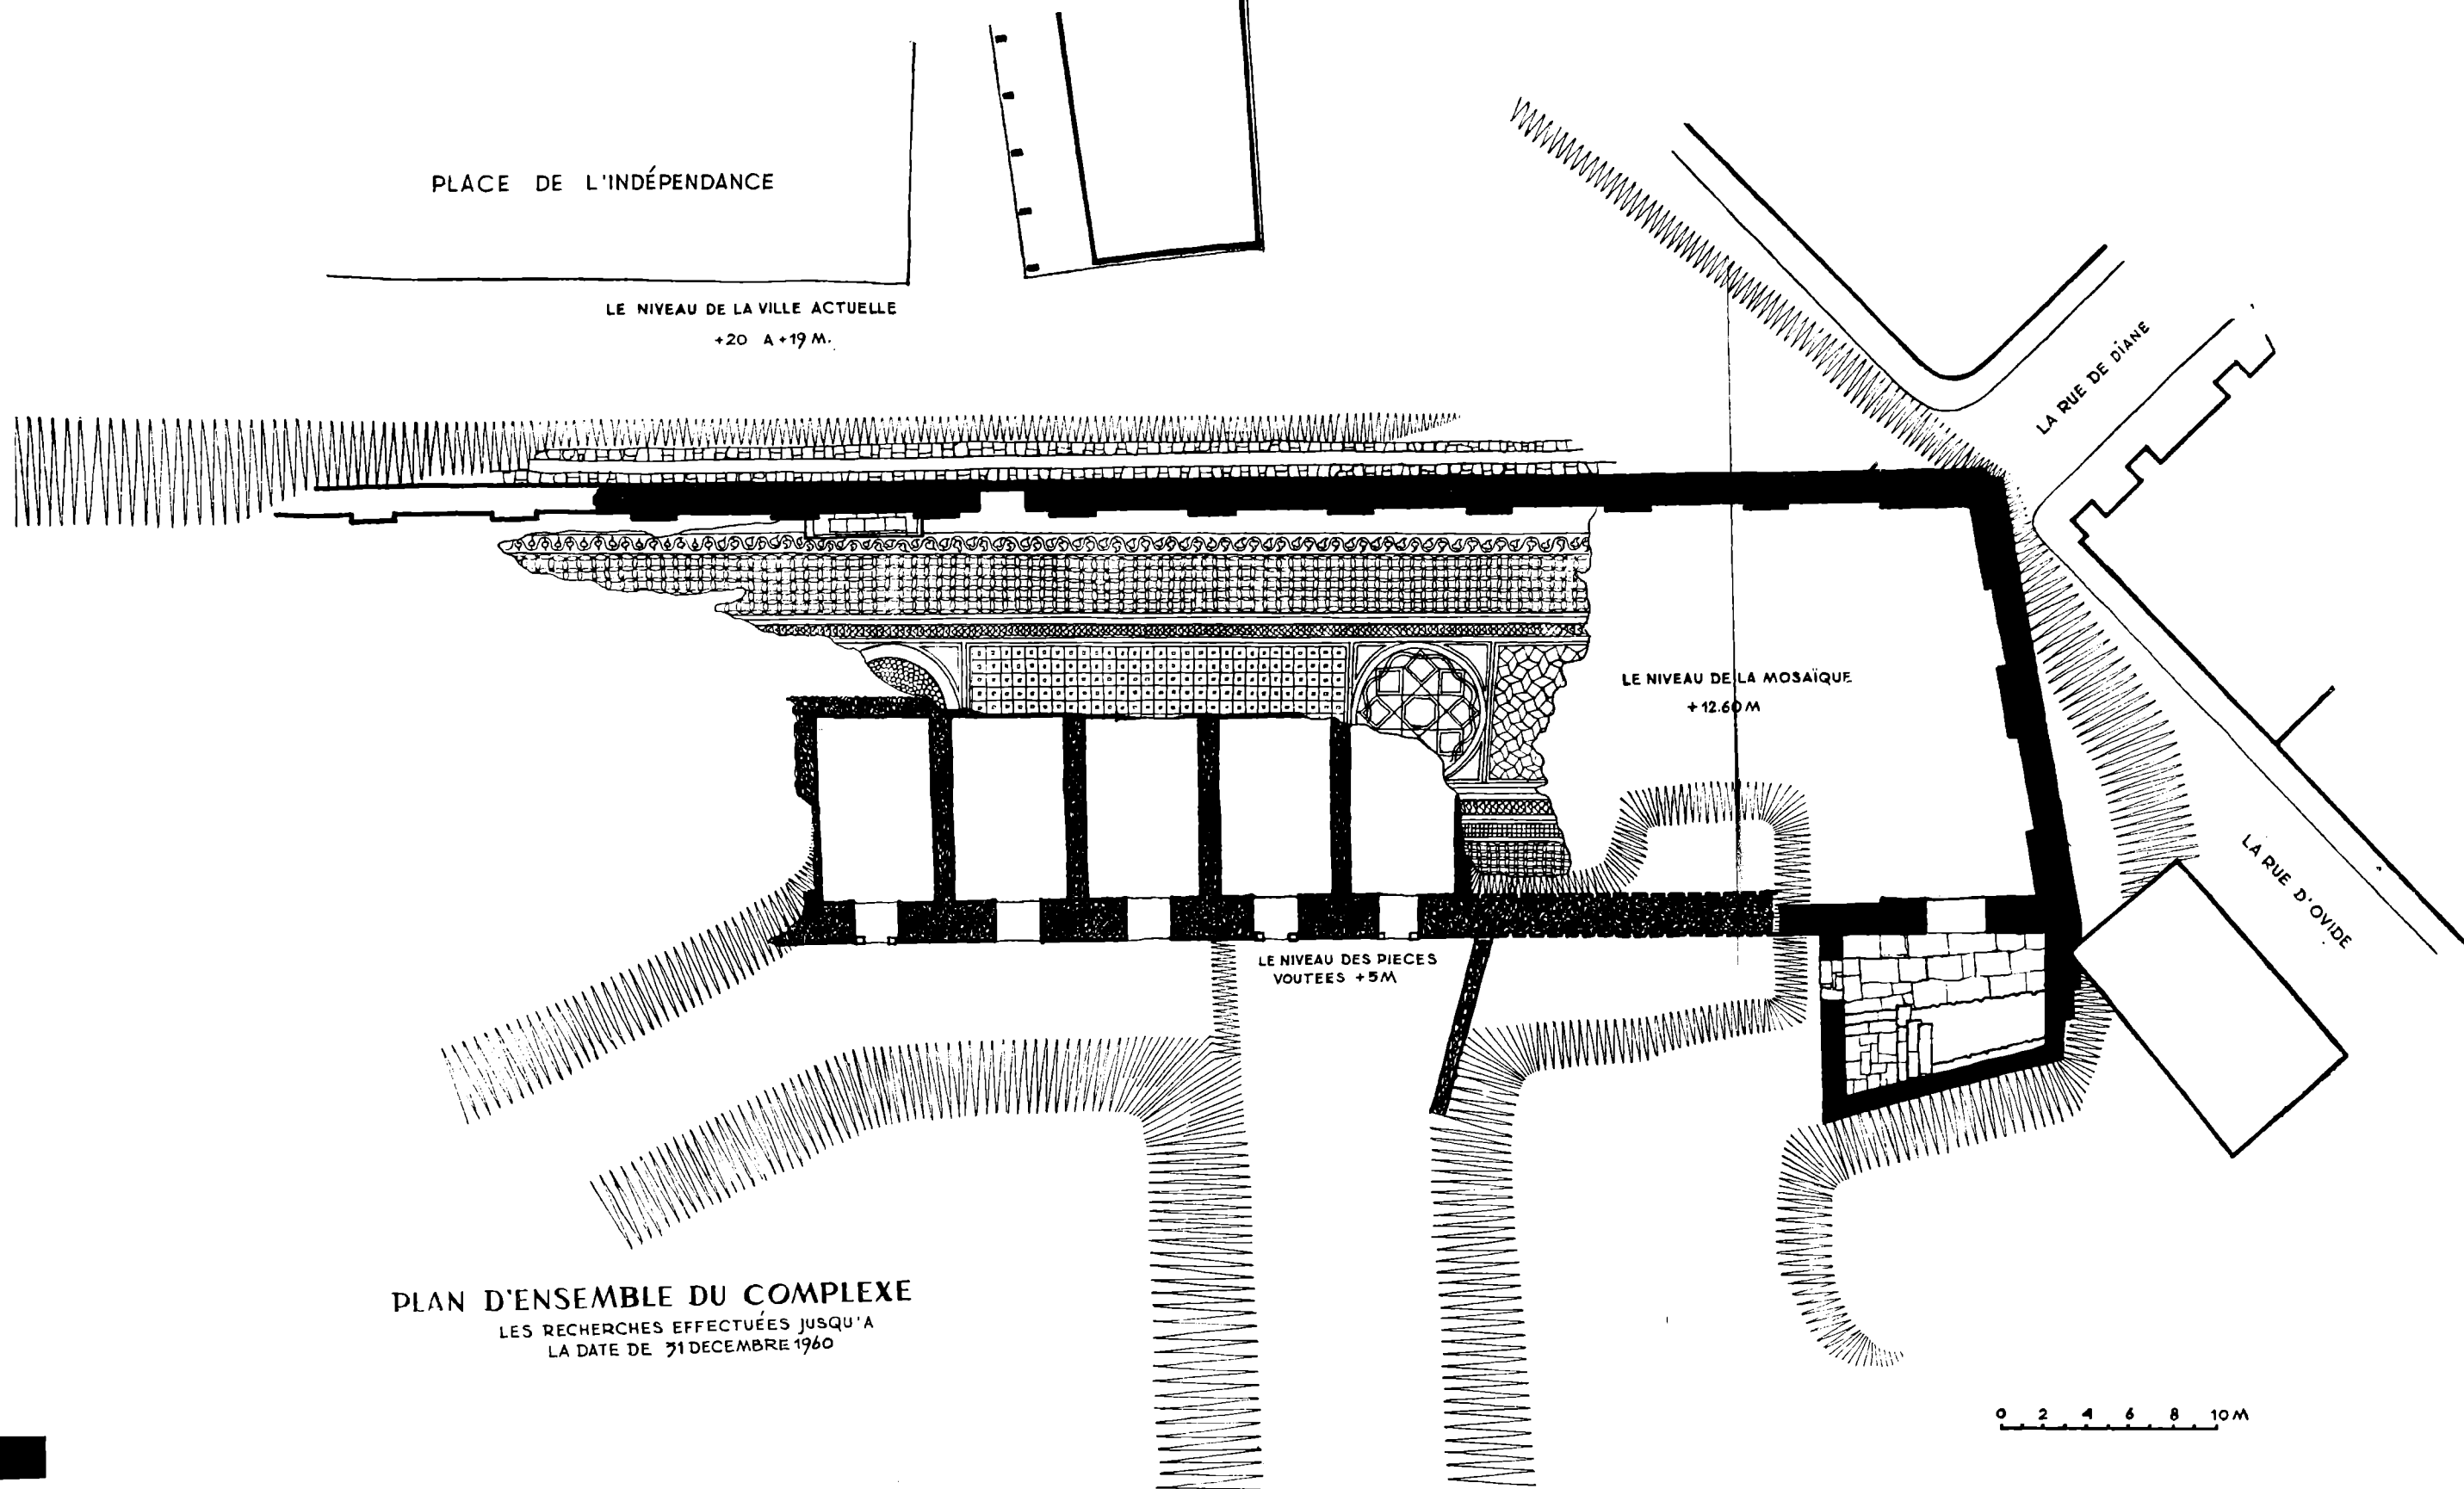 PLACE DE L'INDÉPENDANCE
LE NIVEAU DE LA VILLE ACTUELLE
+20 A +19 M.
LA RUE DE DIANE
LE NIVEAU DE LA MOSAÏQUE
+12.60 M
LA RUE D'OVIDE
LE NIVEAU DES PIECES
VOUTEES +5M
PLAN D'ENSEMBLE DU COMPLEXE
LES RECHERCHES EFFECTUÉES JUSQU'A
LA DATE DE 31 DECEMBRE 1960
0 2 4 6 8 10 M